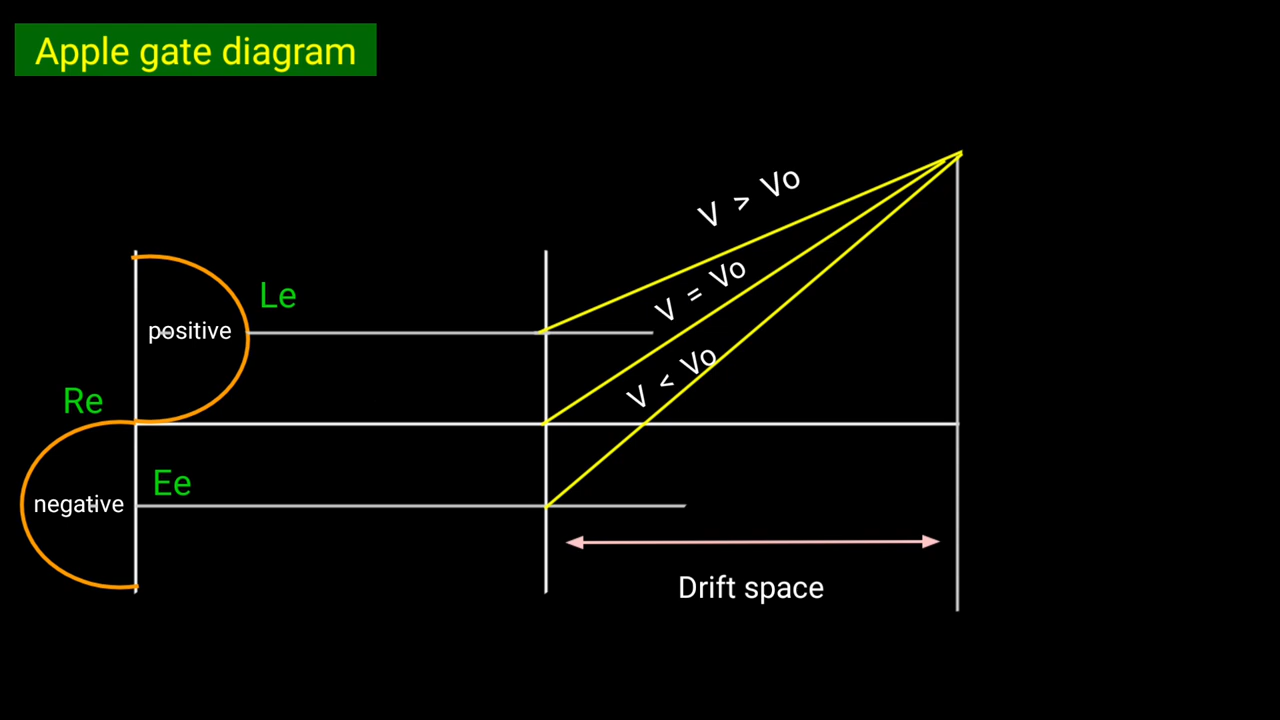 Apple gate diagram
V > Vo
V = Vo
Le
positive
V < Vo
Re
Ee
negative
Drift space